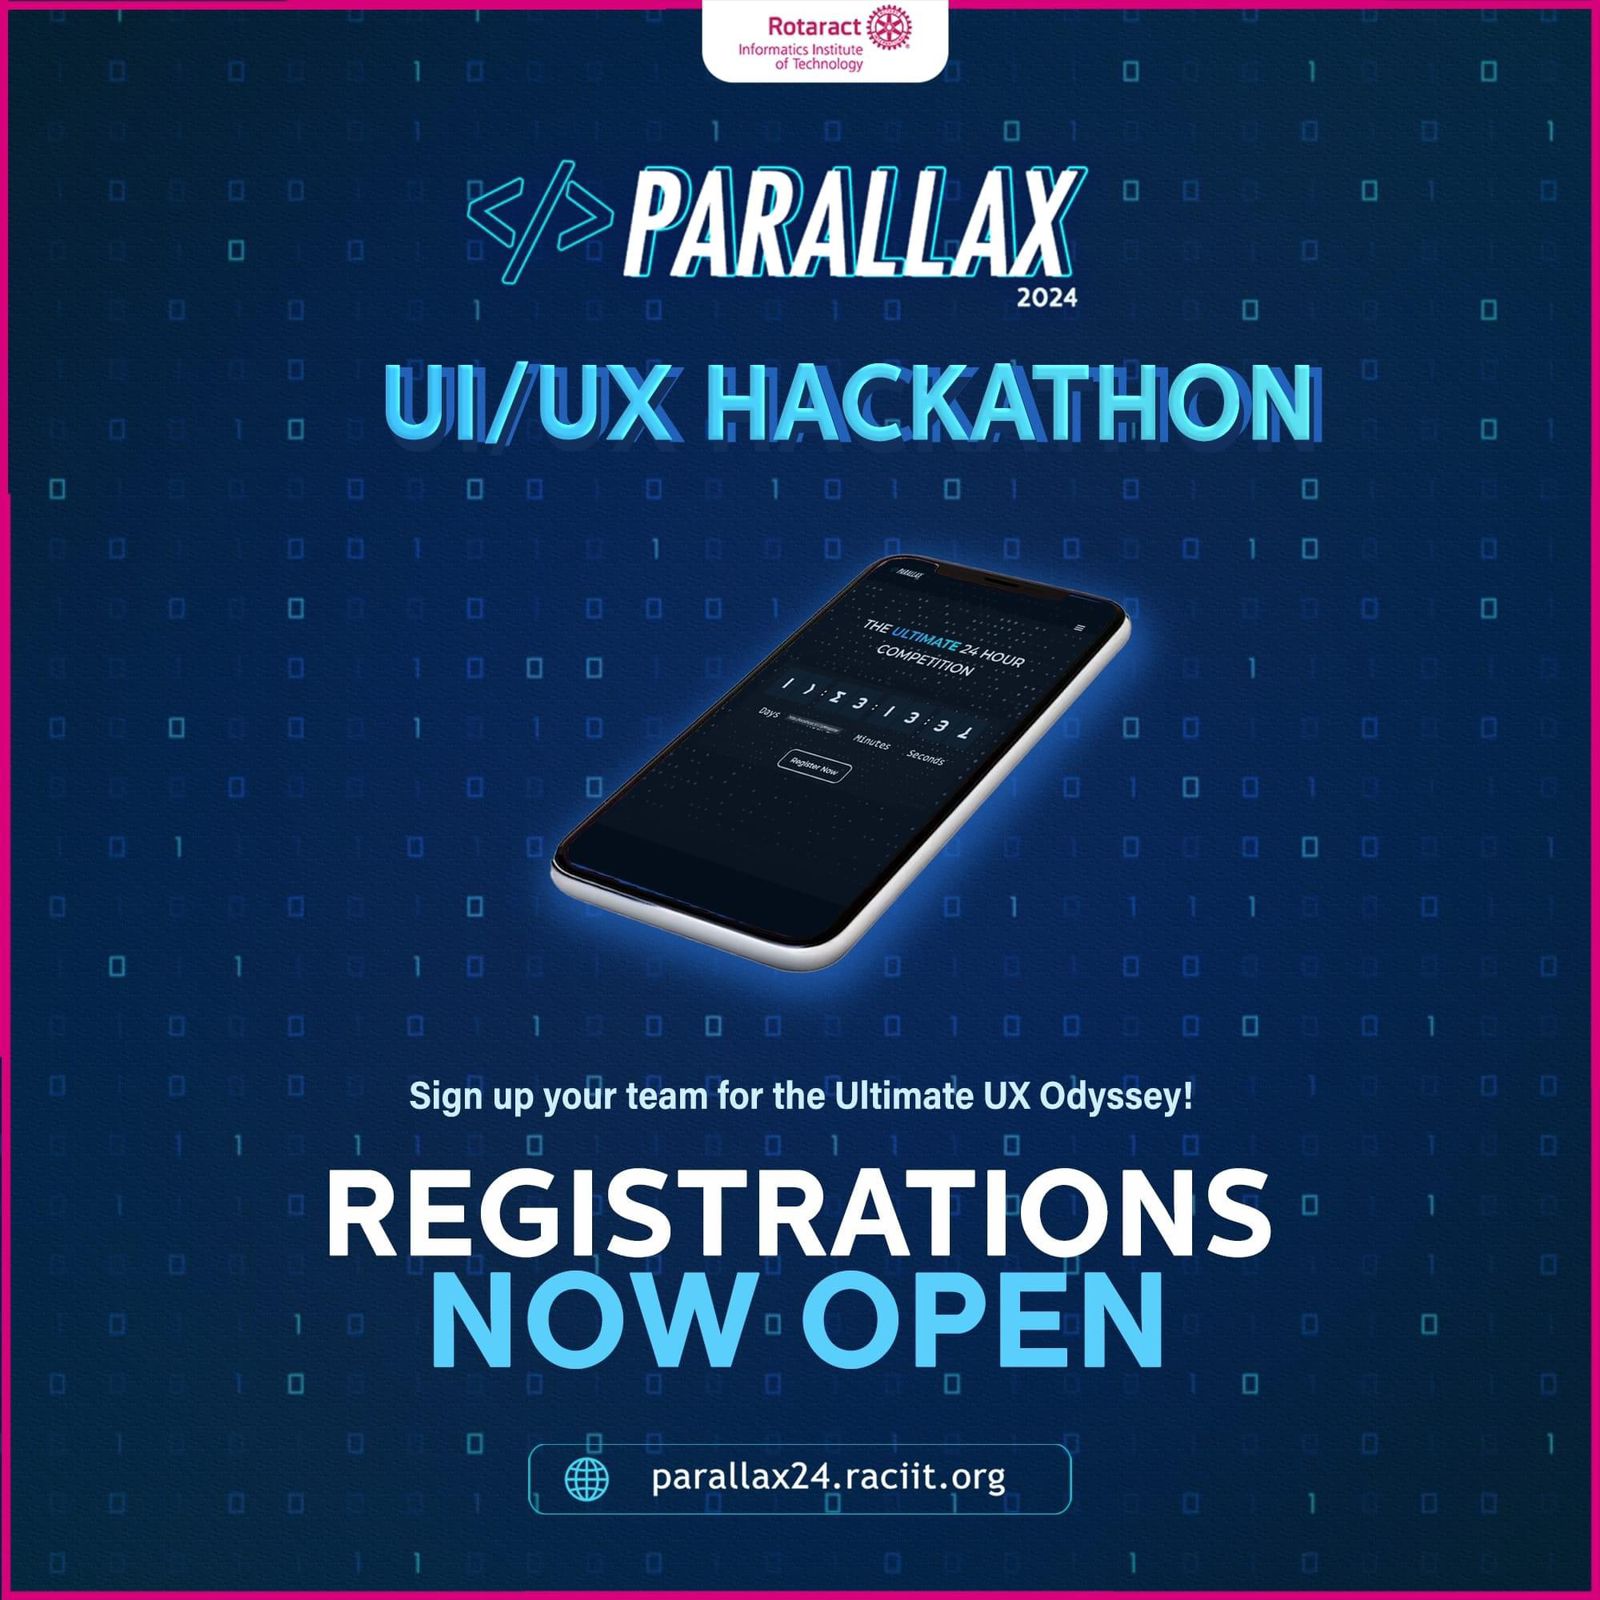 Rotaract
Informatics Institute
of Technology
</> PARALLAX
2024
UI/UX HACKATHON
PARALLAX
THE ULTIMATE 24 HOUR
COMPETITION
Days
Minutes
Seconds
Register Now
Sign up your team for the Ultimate UX Odyssey!
REGISTRATIONS
NOW OPEN
parallax24.raciit.org